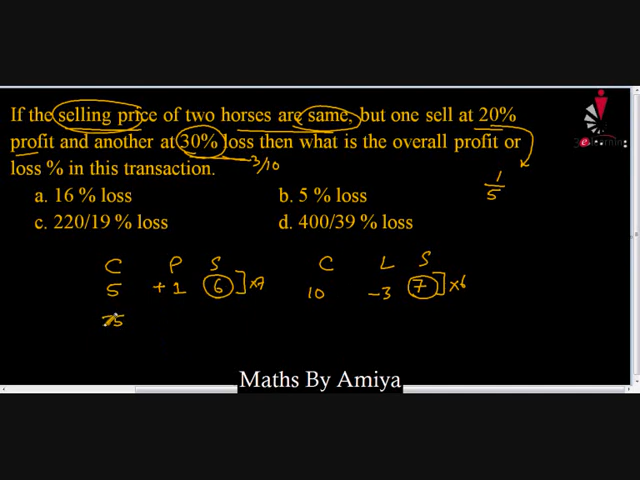 If the selling price of two horses are same, but one sell at 20%
profit and another at 30% loss then what is the overall profit or
loss % in this transaction.
3/10
a. 16 % loss b. 5 % loss
1/5
c. 220/19 % loss d. 400/39 % loss
C P S C L S
5 +1 6 ]×7 10 -3 7 ]×6
Maths By Amiya